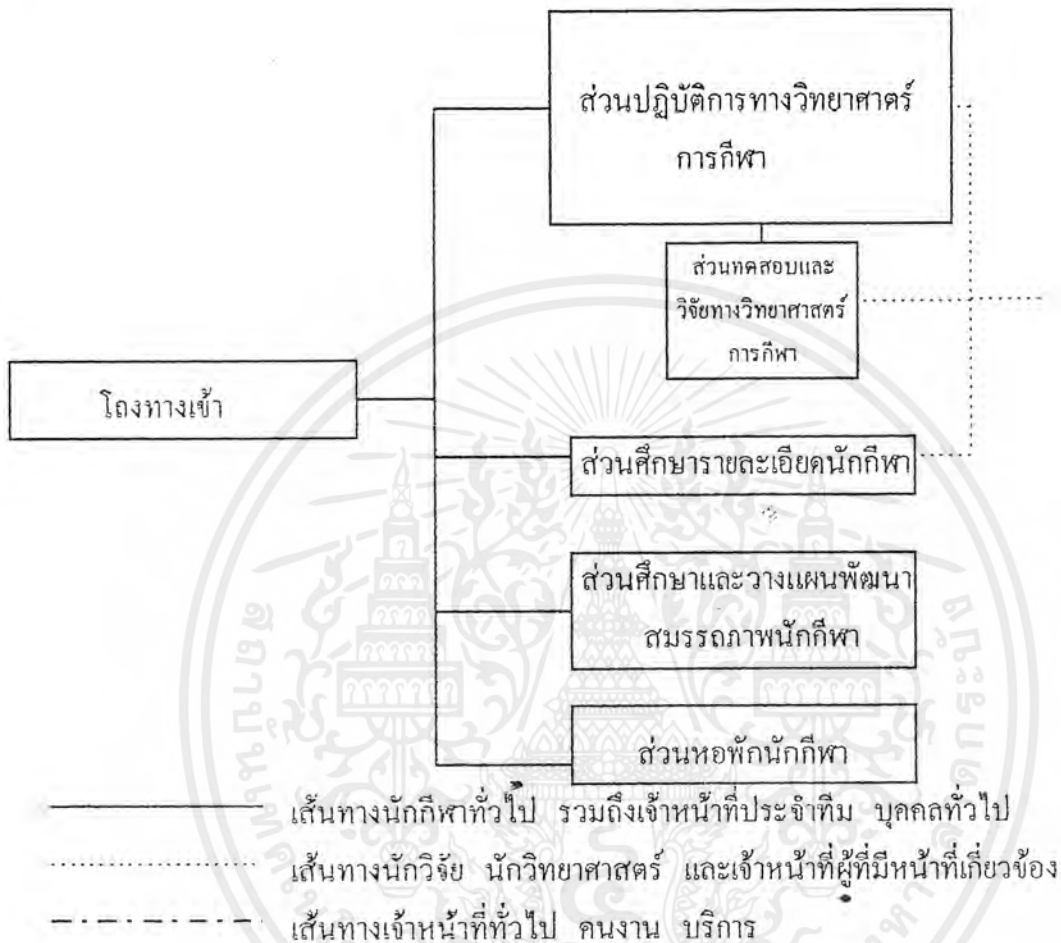 ส่วนปฏิบัติการทางวิทยาศาตร์
การกีฬา
ส่วนทดสอบและ
วิจัยทางวิทยาศาสตร์
การกีฬา
โถงทางเข้า
ส่วนศึกษารายละเอียดนักกีฬา
ส่วนศึกษาและวางแผนพัฒนา
สมรรถภาพนักกีฬา
ส่วนหอพักนักกีฬา
เส้นทางนักกีฬาทั่วไป รวมถึงเจ้าหน้าที่ประจำทีม บุคคลทั่วไป
เส้นทางนักวิจัย นักวิทยาศาสตร์ และเจ้าหน้าที่ผู้ที่มีหน้าที่เกี่ยวข้อง
เส้นทางเจ้าหน้าที่ทั่วไป คนงาน บริการ